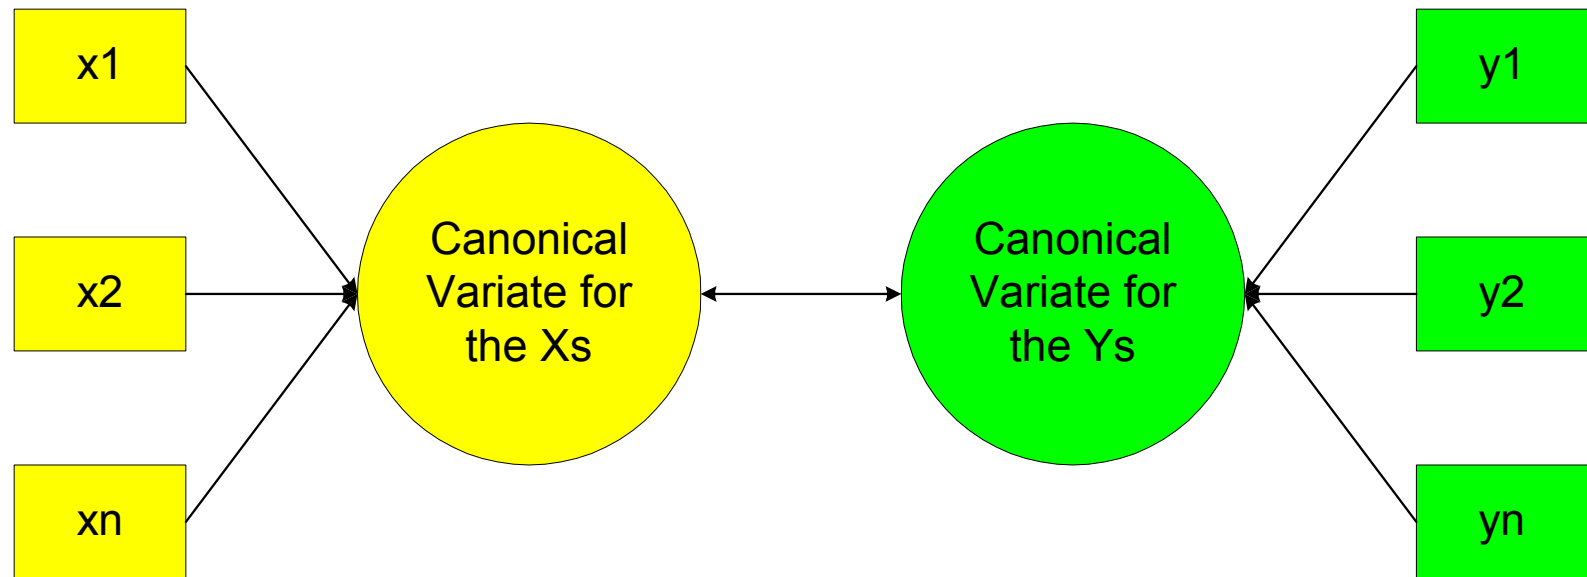 x1
x2
xn
Canonical
Variate for
the Xs
Canonical
Variate for
the Ys
y1
y2
yn